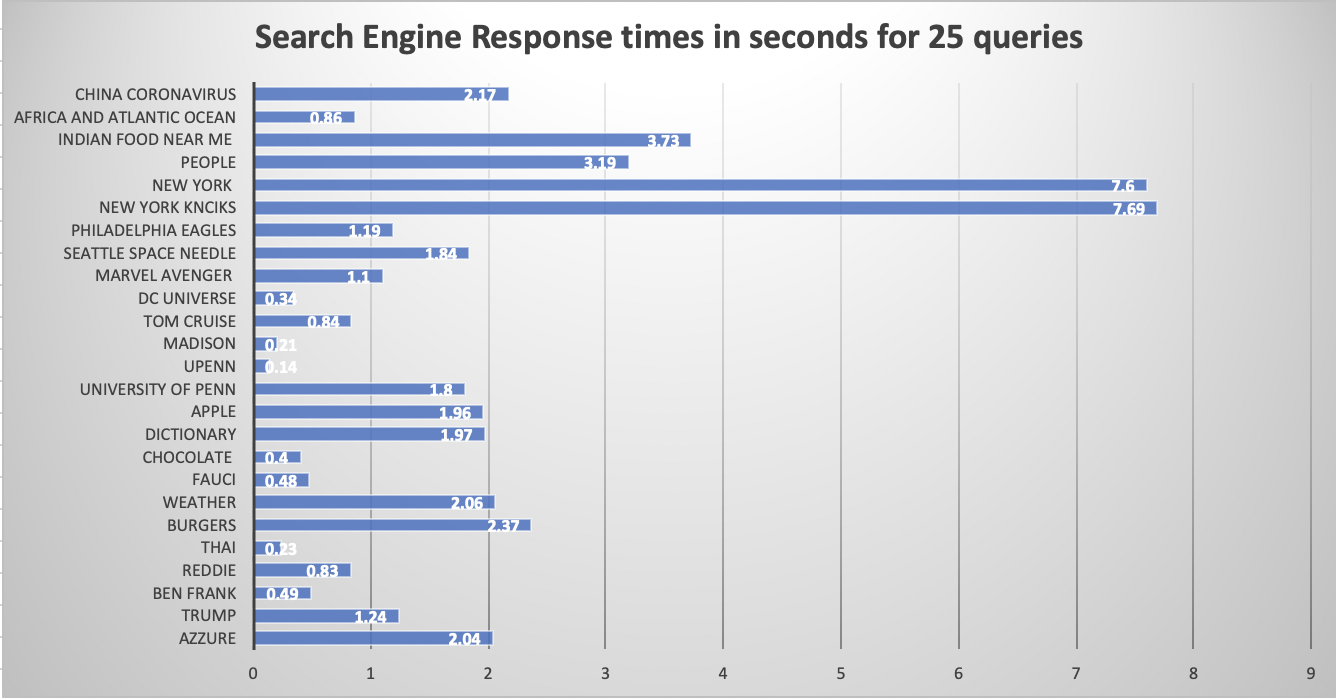 Search Engine Response times in seconds for 25 queries
CHINA CORONAVIRUS 2.17
AFRICA AND ATLANTIC OCEAN 0.86
INDIAN FOOD NEAR ME 3.73
PEOPLE 3.19
NEW YORK 7.6
NEW YORK KNCIKS 7.69
PHILADELPHIA EAGLES 1.19
SEATTLE SPACE NEEDLE 1.84
MARVEL AVENGER 1.1
DC UNIVERSE 0.34
TOM CRUISE 0.84
MADISON 0.21
UPENN 0.14
UNIVERSITY OF PENN 1.8
APPLE 1.96
DICTIONARY 1.97
CHOCOLATE 0.4
FAUCI 0.48
WEATHER 2.06
BURGERS 2.37
THAI 0.23
REDDIE 0.83
BEN FRANK 0.49
TRUMP 1.24
AZZURE 2.04
0 1 2 3 4 5 6 7 8 9